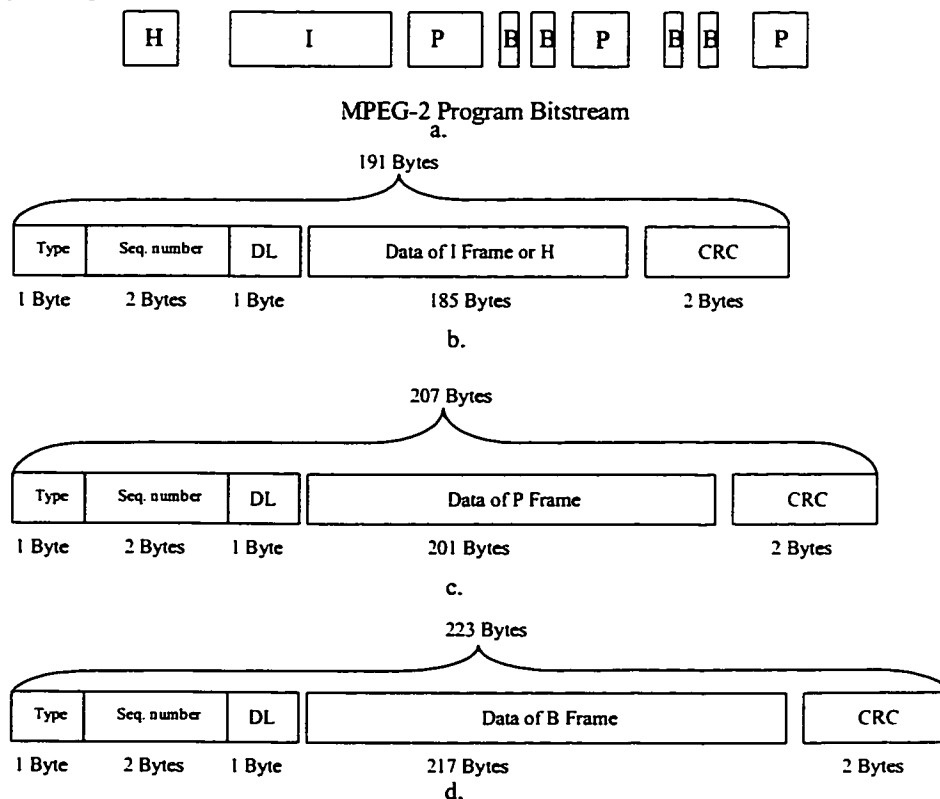 H I P B B P B B P
MPEG-2 Program Bitstream
a.
191 Bytes
Type Seq. number DL Data of I Frame or H CRC
1 Byte 2 Bytes 1 Byte 185 Bytes 2 Bytes
b.
207 Bytes
Type Seq. number DL Data of P Frame CRC
1 Byte 2 Bytes 1 Byte 201 Bytes 2 Bytes
c.
223 Bytes
Type Seq. number DL Data of B Frame CRC
1 Byte 2 Bytes 1 Byte 217 Bytes 2 Bytes
d.